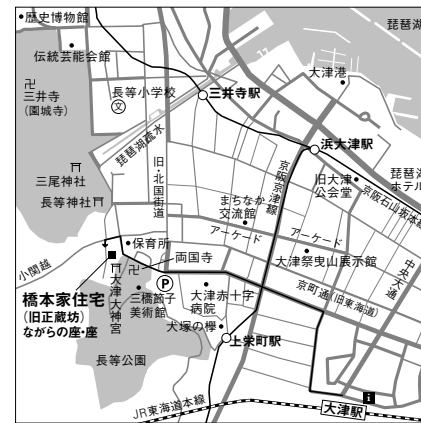 歴史博物館
伝統芸能会館
琵琶湖
大津港
長等小学校
文
三井寺駅
三井寺
(園城寺)
琵琶湖疏水
浜大津駅
琵琶湖
ホテル
旧・北国街道
京阪京津線
旧大津
公会堂
京阪石山坂本線
三尾神社
長等神社
まちなか
交流館
アーケード
アーケード
中央大通
保育所
両国寺
大津祭曳山展示館
小関越
大津大神宮
京町通(旧東海道)
P
橋本家住宅
(旧正蔵坊)
ながらの座・座
三橋節子
美術館
大津赤十字
病院
犬塚の欅
上栄町駅
長等公園
i
大津駅
JR東海道本線